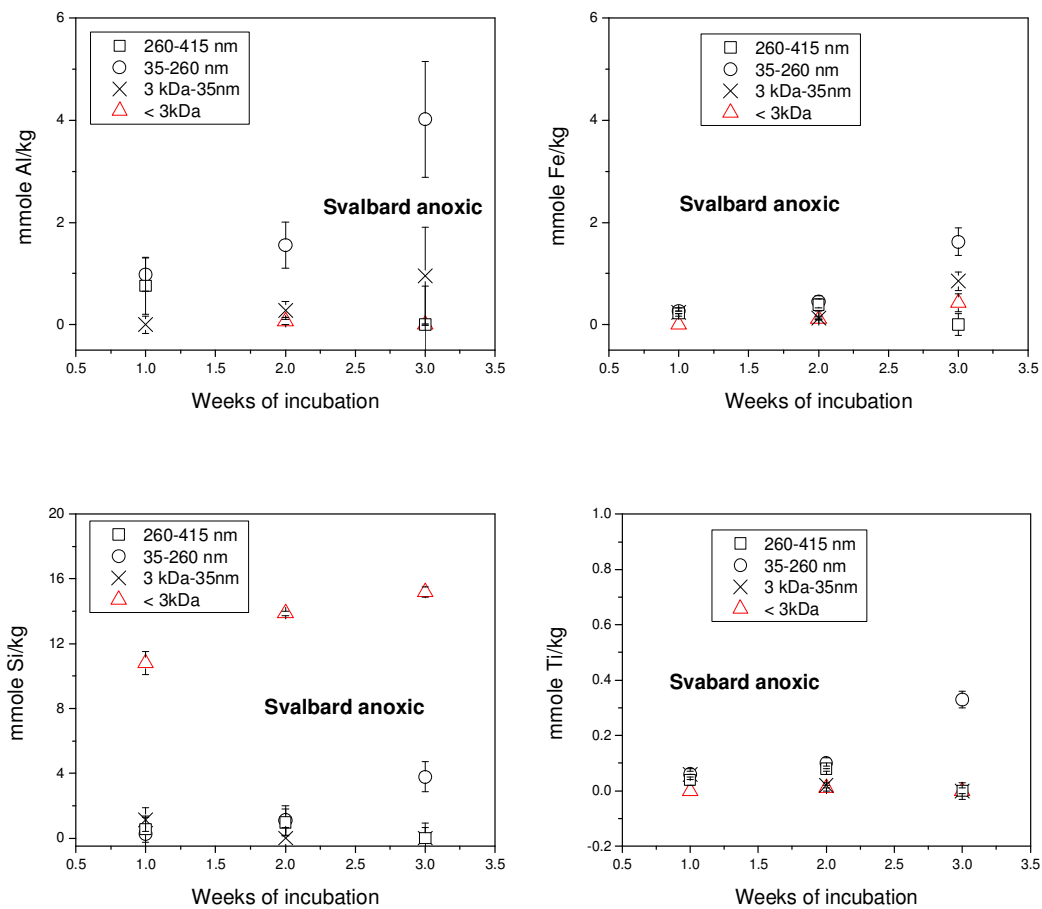 6
4
2
0
0.5 1.0 1.5 2.0 2.5 3.0 3.5
mmole Al/kg
Weeks of incubation
260-415 nm
35-260 nm
3 kDa-35nm
< 3kDa
Svalbard anoxic
6
4
2
0
0.5 1.0 1.5 2.0 2.5 3.0 3.5
mmole Fe/kg
Weeks of incubation
260-415 nm
35-260 nm
3 kDa-35nm
< 3kDa
Svalbard anoxic
20
16
12
8
4
0
0.5 1.0 1.5 2.0 2.5 3.0 3.5
mmole Si/kg
Weeks of incubation
260-415 nm
35-260 nm
3 kDa-35nm
< 3kDa
Svalbard anoxic
1.0
0.8
0.6
0.4
0.2
0.0
-0.2
0.5 1.0 1.5 2.0 2.5 3.0 3.5
mmole Ti/kg
Weeks of incubation
260-415 nm
35-260 nm
3 kDa-35nm
< 3kDa
Svabard anoxic